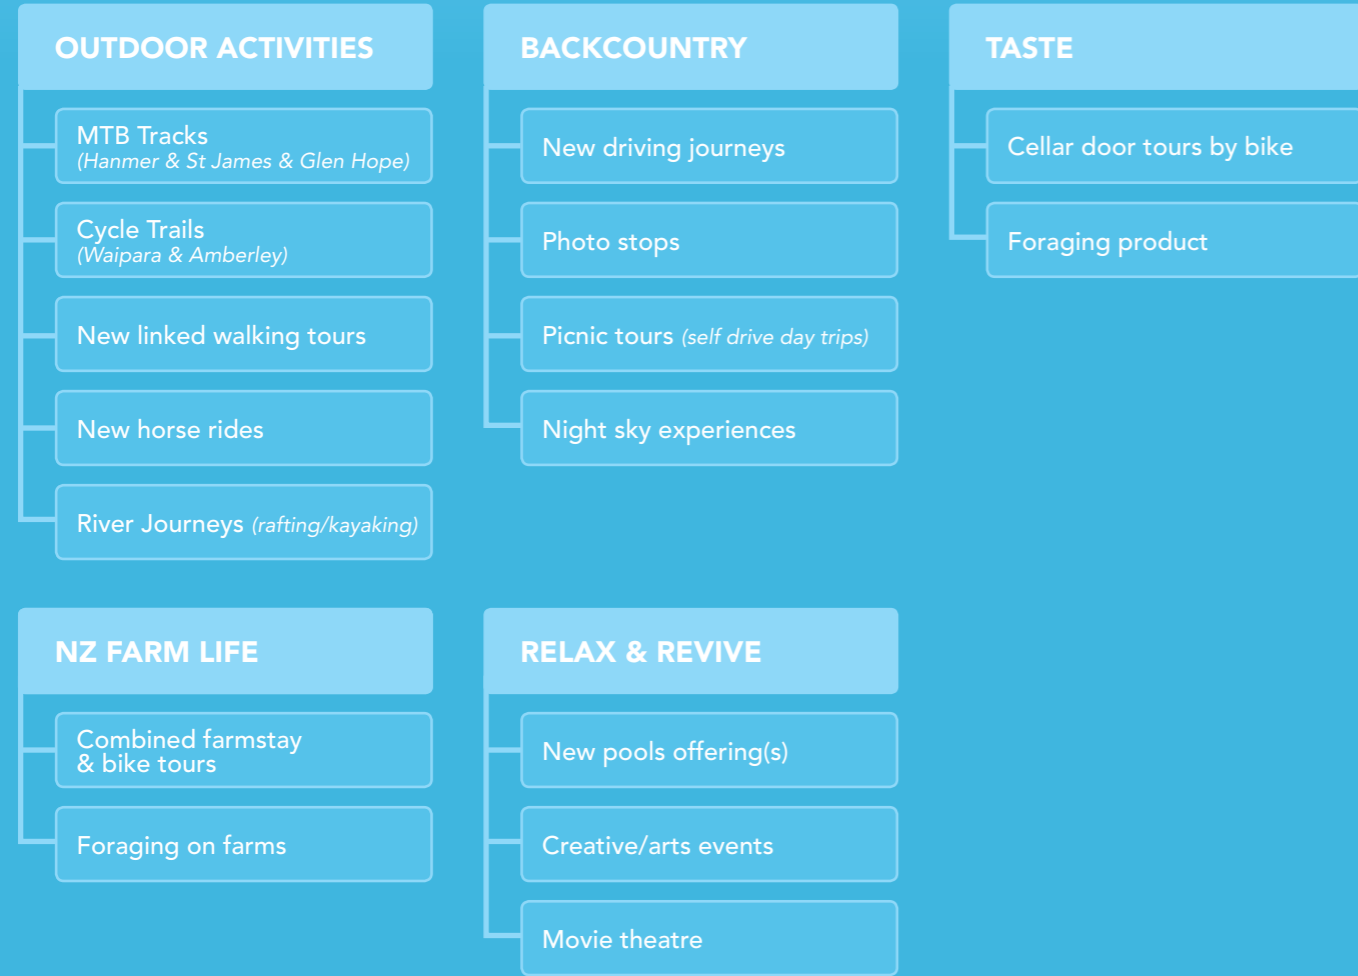 OUTDOOR ACTIVITIES
MTB Tracks
(Hanmer & St James & Glen Hope)
Cycle Trails
(Waipara & Amberley)
New linked walking tours
New horse rides
River Journeys (rafting/kayaking)
BACKCOUNTRY
New driving journeys
Photo stops
Picnic tours (self drive day trips)
Night sky experiences
TASTE
Cellar door tours by bike
Foraging product
NZ FARM LIFE
Combined farmstay
& bike tours
Foraging on farms
RELAX & REVIVE
New pools offering(s)
Creative/arts events
Movie theatre